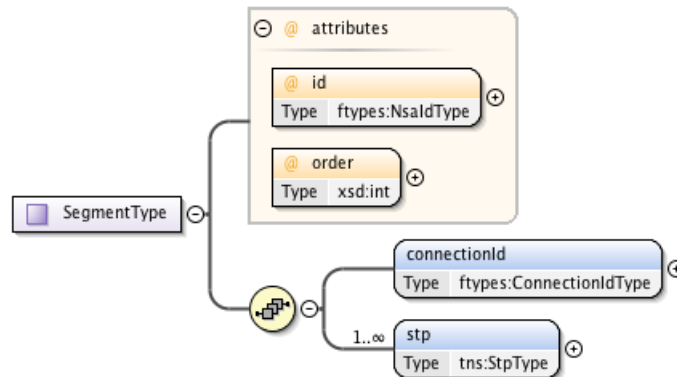 @ attributes
@ id
Type ftypes:NsaIdType
@ order
Type xsd:int
SegmentType
connectionId
Type ftypes:ConnectionIdType
1..∞
stp
Type tns:StpType